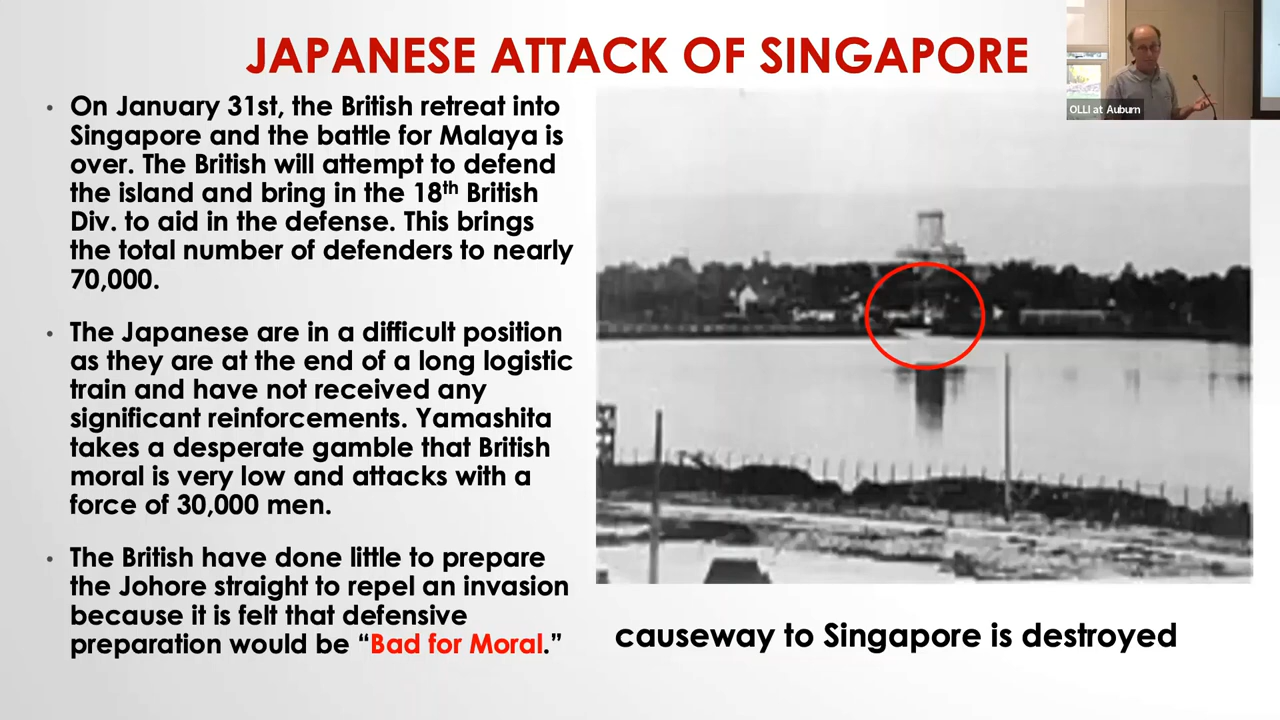 JAPANESE ATTACK OF SINGAPORE
OLLI at Auburn
• On January 31st, the British retreat into
Singapore and the battle for Malaya is
over. The British will attempt to defend
the island and bring in the 18th British
Div. to aid in the defense. This brings
the total number of defenders to nearly
70,000.
• The Japanese are in a difficult position
as they are at the end of a long logistic
train and have not received any
significant reinforcements. Yamashita
takes a desperate gamble that British
moral is very low and attacks with a
force of 30,000 men.
• The British have done little to prepare
the Johore straight to repel an invasion
because it is felt that defensive
preparation would be “Bad for Moral.”
causeway to Singapore is destroyed